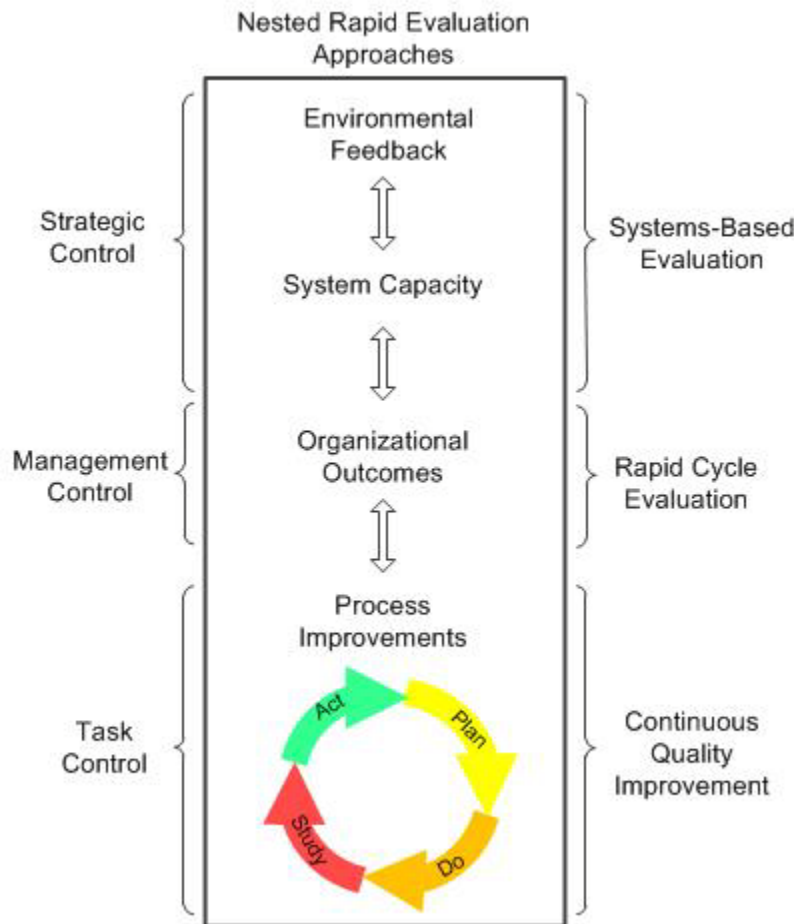 Nested Rapid Evaluation
Approaches
Environmental
Feedback
Strategic
Control
Systems-Based
Evaluation
System Capacity
Organizational
Outcomes
Management
Control
Rapid Cycle
Evaluation
Process
Improvements
Task
Control
Act
Plan
Study
Do
Continuous
Quality
Improvement